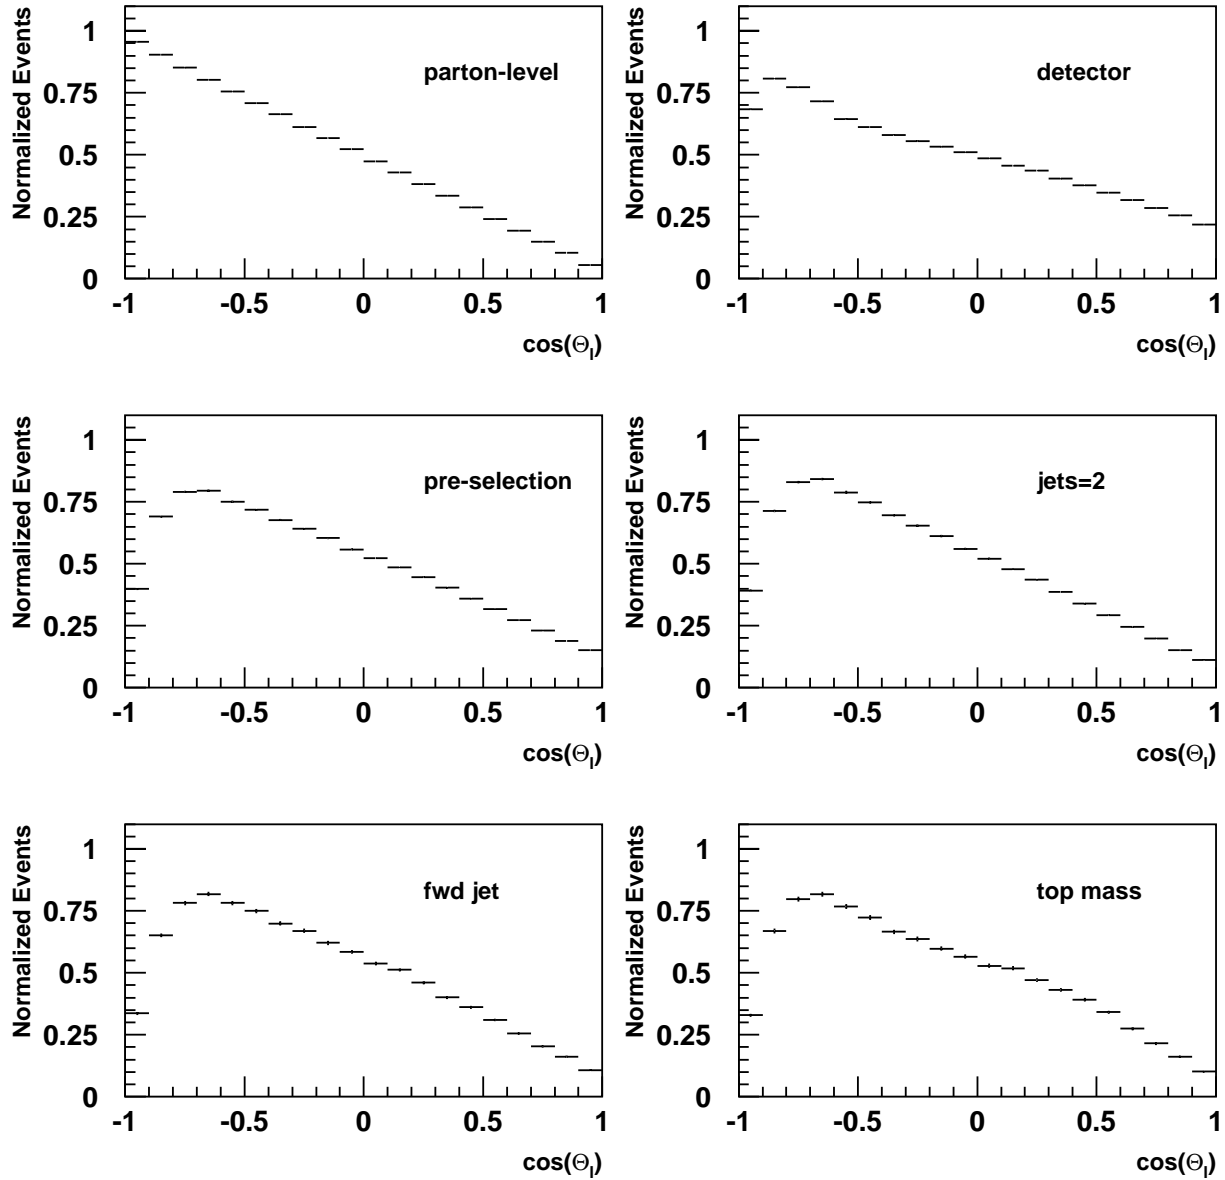 Normalized Events
1
0.75
0.5
0.25
0
parton-level
-1 -0.5 0 0.5 1
cos(Θl)
Normalized Events
1
0.75
0.5
0.25
0
detector
-1 -0.5 0 0.5 1
cos(Θl)
Normalized Events
1
0.75
0.5
0.25
0
pre-selection
-1 -0.5 0 0.5 1
cos(Θl)
Normalized Events
1
0.75
0.5
0.25
0
jets=2
-1 -0.5 0 0.5 1
cos(Θl)
Normalized Events
1
0.75
0.5
0.25
0
fwd jet
-1 -0.5 0 0.5 1
cos(Θl)
Normalized Events
1
0.75
0.5
0.25
0
top mass
-1 -0.5 0 0.5 1
cos(Θl)